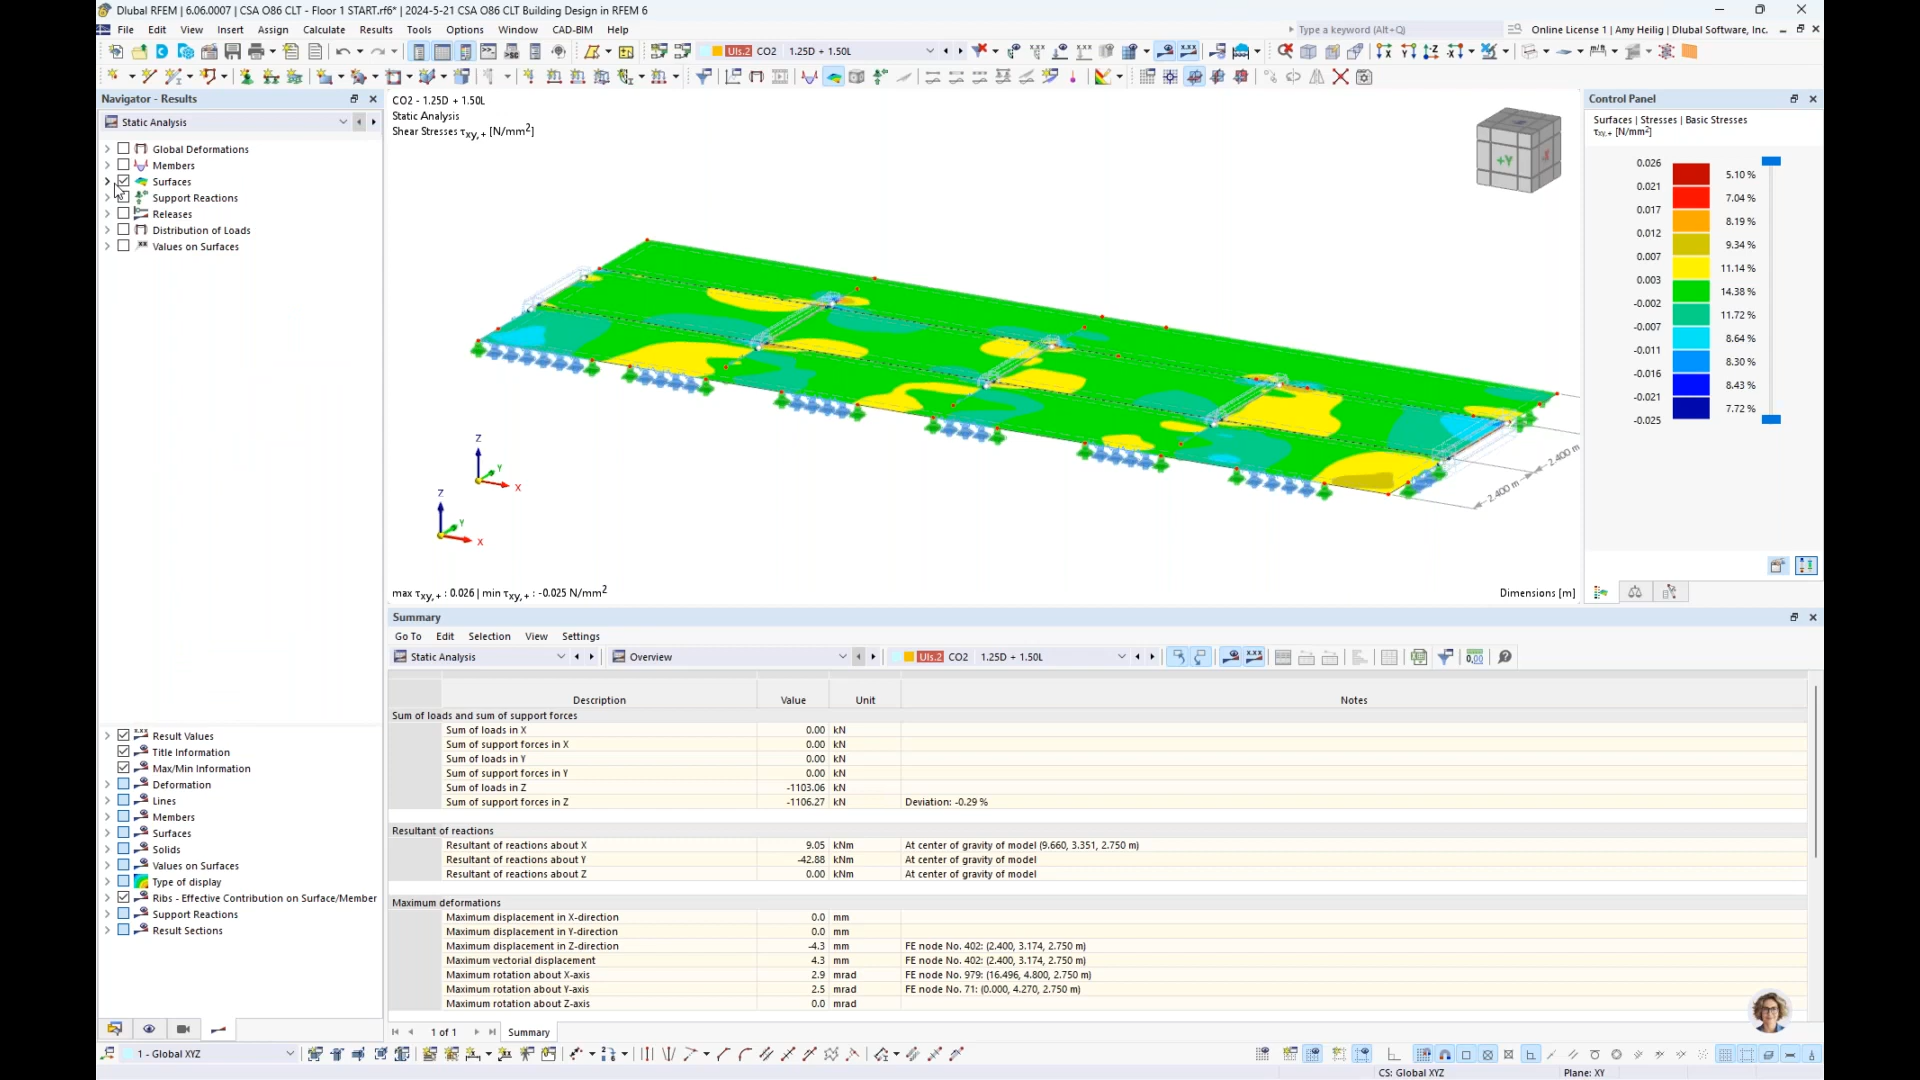 Dlubal RFEM | 6.06.0007 | CSA O86 CLT - Floor 1 START.rf6* | 2024-5-21 CSA O86 CLT Building Design in RFEM 6
File Edit View Insert Assign Calculate Results Tools Options Window CAD-BIM Help
Type a keyword (Alt+Q)
Online License 1 | Amy Heilig | Dlubal Software, Inc.
Uls.2 CO2 1.25D + 1.50L
Navigator - Results
Static Analysis
Global Deformations
Members
Surfaces
Support Reactions
Releases
Distribution of Loads
Values on Surfaces
Result Values
Title Information
Max/Min Information
Deformation
Lines
Members
Surfaces
Solids
Values on Surfaces
Type of display
Ribs - Effective Contribution on Surface/Member
Support Reactions
Result Sections
CO2 - 1.25D + 1.50L
Static Analysis
Shear Stresses τxy,+ [N/mm2]
+Y
-X
Z
Y
X
Z
Y
X
2.400 m
2.400 m
max τxy,+ : 0.026 | min τxy,+ : -0.025 N/mm2
Dimensions [m]
Control Panel
Surfaces | Stresses | Basic Stresses
τxy,+ [N/mm2]
0.026
5.10 %
0.021
7.04 %
0.017
8.19 %
0.012
9.34 %
0.007
11.14 %
0.003
14.38 %
-0.002
11.72 %
-0.007
8.64 %
-0.011
8.30 %
-0.016
8.43 %
-0.021
7.72 %
-0.025
Summary
Go To Edit Selection View Settings
Static Analysis Overview Uls.2 CO2 1.25D + 1.50L
Description Value Unit Notes
Sum of loads and sum of support forces
Sum of loads in X 0.00 kN
Sum of support forces in X 0.00 kN
Sum of loads in Y 0.00 kN
Sum of support forces in Y 0.00 kN
Sum of loads in Z -1103.06 kN
Sum of support forces in Z -1106.27 kN Deviation: -0.29 %
Resultant of reactions
Resultant of reactions about X 9.05 kNm At center of gravity of model (9.660, 3.351, 2.750 m)
Resultant of reactions about Y -42.88 kNm At center of gravity of model
Resultant of reactions about Z 0.00 kNm At center of gravity of model
Maximum deformations
Maximum displacement in X-direction 0.0 mm
Maximum displacement in Y-direction 0.0 mm
Maximum displacement in Z-direction -4.3 mm FE node No. 402: (2.400, 3.174, 2.750 m)
Maximum vectorial displacement 4.3 mm FE node No. 402: (2.400, 3.174, 2.750 m)
Maximum rotation about X-axis 2.9 mrad FE node No. 979: (16.496, 4.800, 2.750 m)
Maximum rotation about Y-axis 2.5 mrad FE node No. 71: (0.000, 4.270, 2.750 m)
Maximum rotation about Z-axis 0.0 mrad
1 of 1 Summary
1 - Global XYZ
CS: Global XYZ Plane: XY